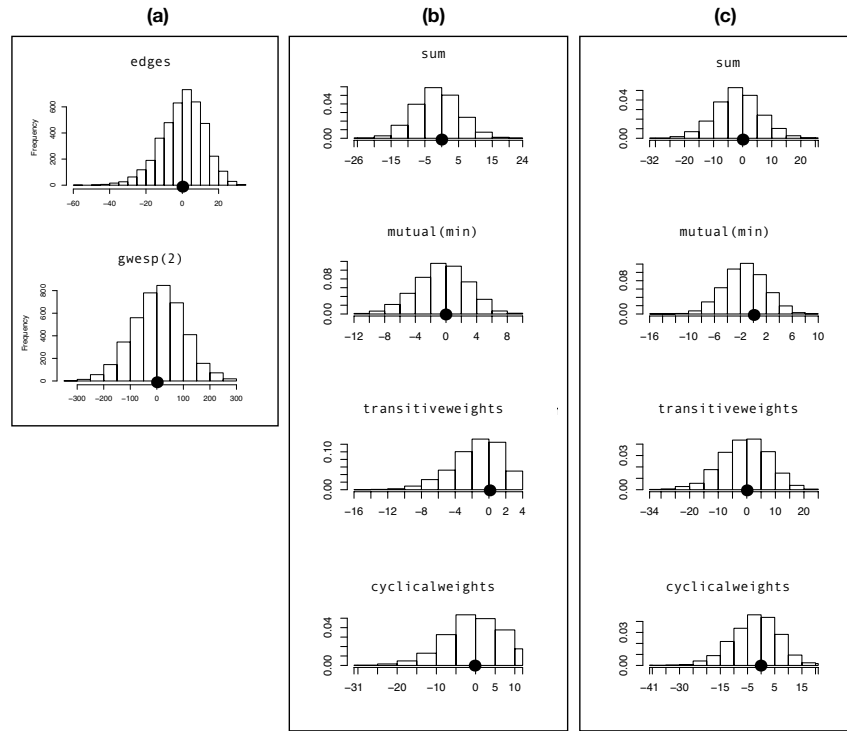 (a)
edges
Frequency
600
400
200
0
−60 −40 −20 0 20
gwesp(2)
Frequency
800
600
400
200
0
−300 −200 −100 0 100 200 300
(b)
sum
0.04
0.00
−26 −15 −5 5 15 24
mutual(min)
0.08
0.00
−12 −8 −4 0 4 8
transitiveweights
0.10
0.00
−16 −12 −8 −4 0 2 4
cyclicalweights
0.04
0.00
−31 −20 −10 0 5 10
(c)
sum
0.04
0.00
−32 −20 −10 0 10 20
mutual(min)
0.08
0.00
−16 −10 −6 −2 2 6 10
transitiveweights
0.03
0.00
−34 −20 −10 0 10 20
cyclicalweights
0.03
0.00
−41 −30 −15 −5 5 15